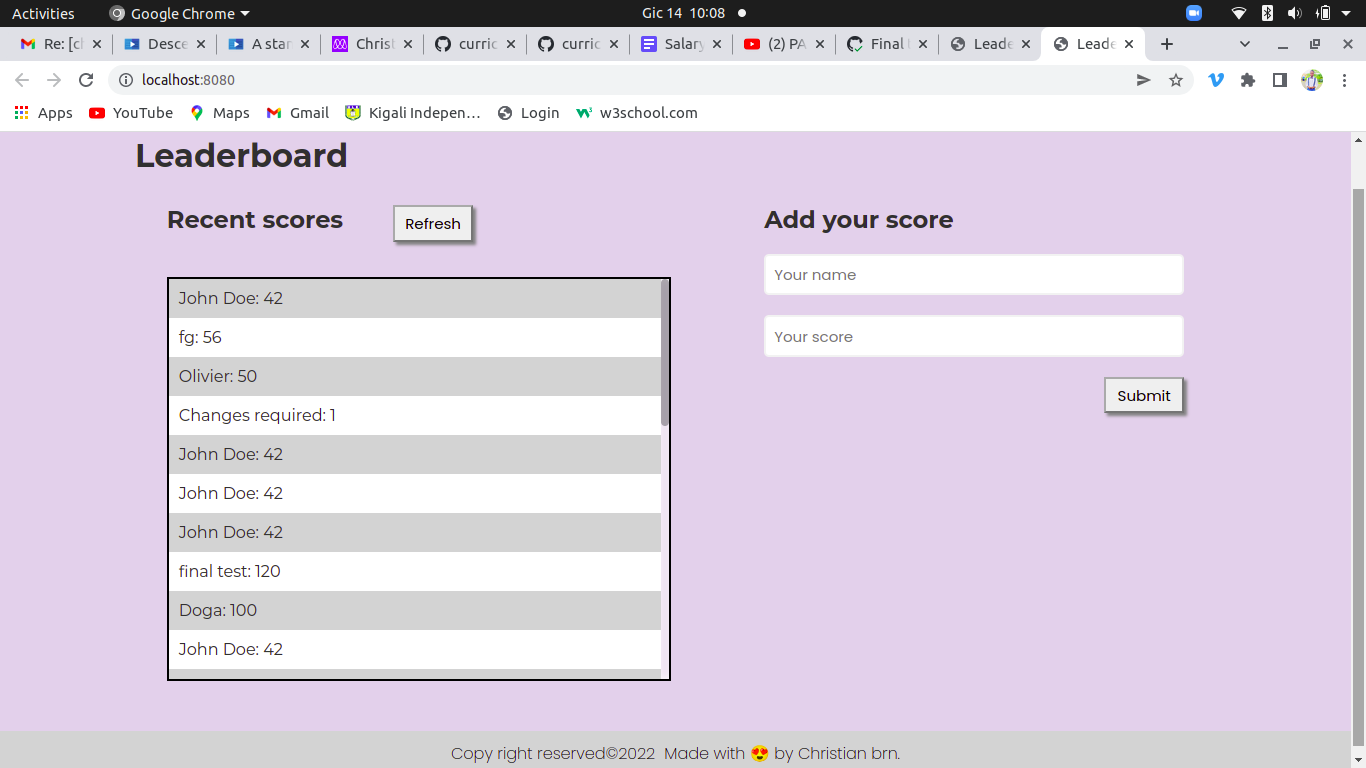 Activities Google Chrome Gic 14 10:08
Re: [cl Desce A star Christ curric curric Salary (2) PA Final Leade Leade
localhost:8080
Apps YouTube Maps Gmail Kigali Indepen… Login w3school.com
Leaderboard
Recent scores Refresh
John Doe: 42
fg: 56
Olivier: 50
Changes required: 1
John Doe: 42
John Doe: 42
John Doe: 42
final test: 120
Doga: 100
John Doe: 42
Add your score
Your name
Your score
Submit
Copy right reserved©2022 Made with 😍 by Christian brn.